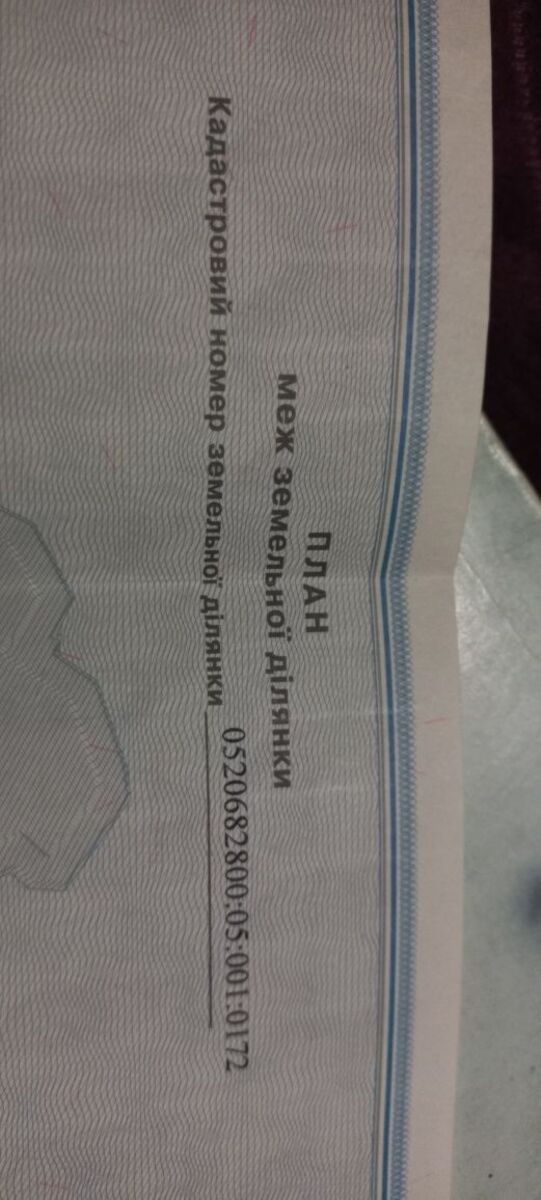 ПЛАН
меж земельної ділянки
Кадастровий номер земельної ділянки 0520682800:05:001:0172